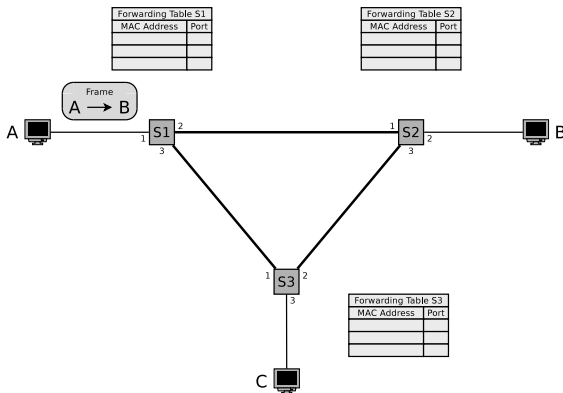 Forwarding Table S1
MAC Address Port
Forwarding Table S2
MAC Address Port
Frame
A B
A
1
S1
2
3
1
S2
2
3
B
1
S3
2
3
Forwarding Table S3
MAC Address Port
C